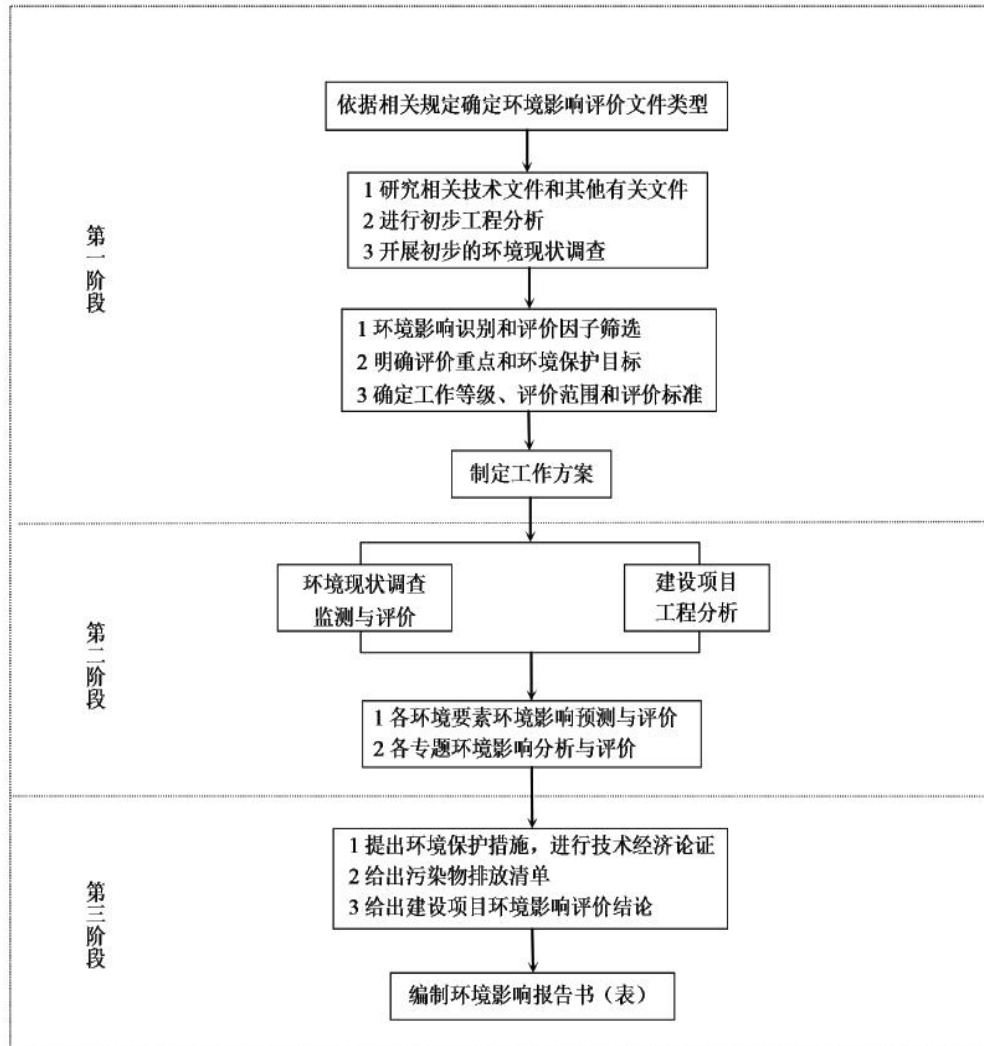 依据相关规定确定环境影响评价文件类型
1 研究相关技术文件和其他有关文件
2 进行初步工程分析
3 开展初步的环境现状调查
第一阶段
1 环境影响识别和评价因子筛选
2 明确评价重点和环境保护目标
3 确定工作等级、评价范围和评价标准
制定工作方案
环境现状调查
监测与评价
建设项目
工程分析
第二阶段
1 各环境要素环境影响预测与评价
2 各专题环境影响分析与评价
1 提出环境保护措施，进行技术经济论证
2 给出污染物排放清单
3 给出建设项目环境影响评价结论
第三阶段
编制环境影响报告书（表）